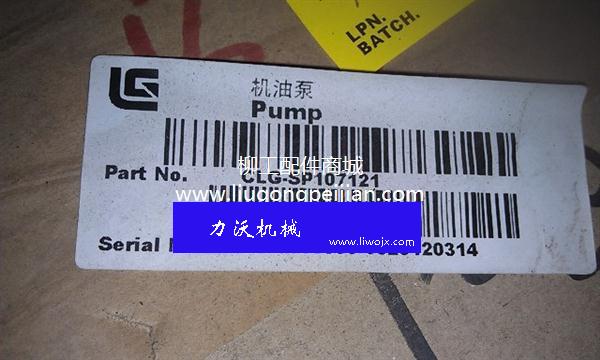 LPN.
BATCH.
机油泵
Pump
柳工配件商城
Part No. CLG-SP107121
www.liugongpeijian.com
力沃机械
www.liwojx.com
Serial
20314